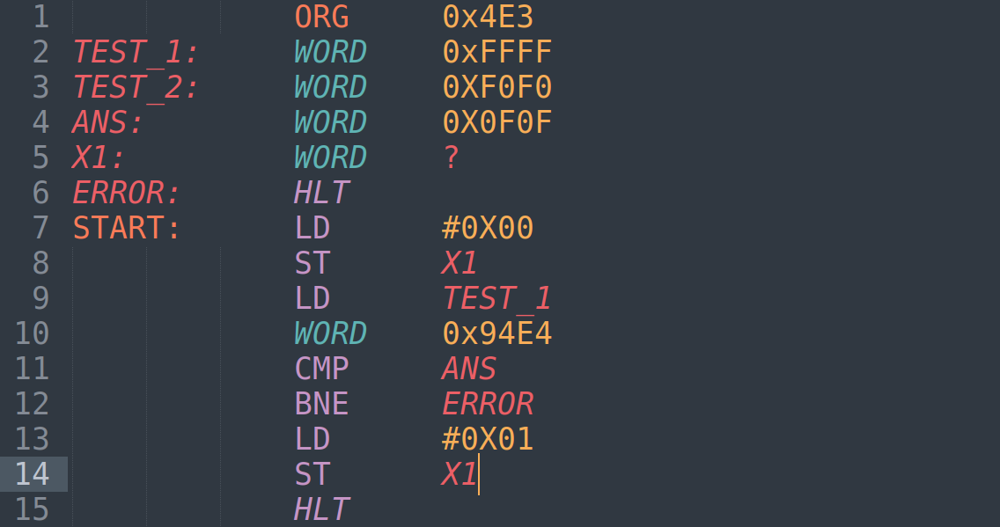 1 ORG 0x4E3
2 TEST_1: WORD 0xFFFF
3 TEST_2: WORD 0XF0F0
4 ANS: WORD 0X0F0F
5 X1: WORD ?
6 ERROR: HLT
7 START: LD #0X00
8 ST X1
9 LD TEST_1
10 WORD 0x94E4
11 CMP ANS
12 BNE ERROR
13 LD #0X01
14 ST X1
15 HLT